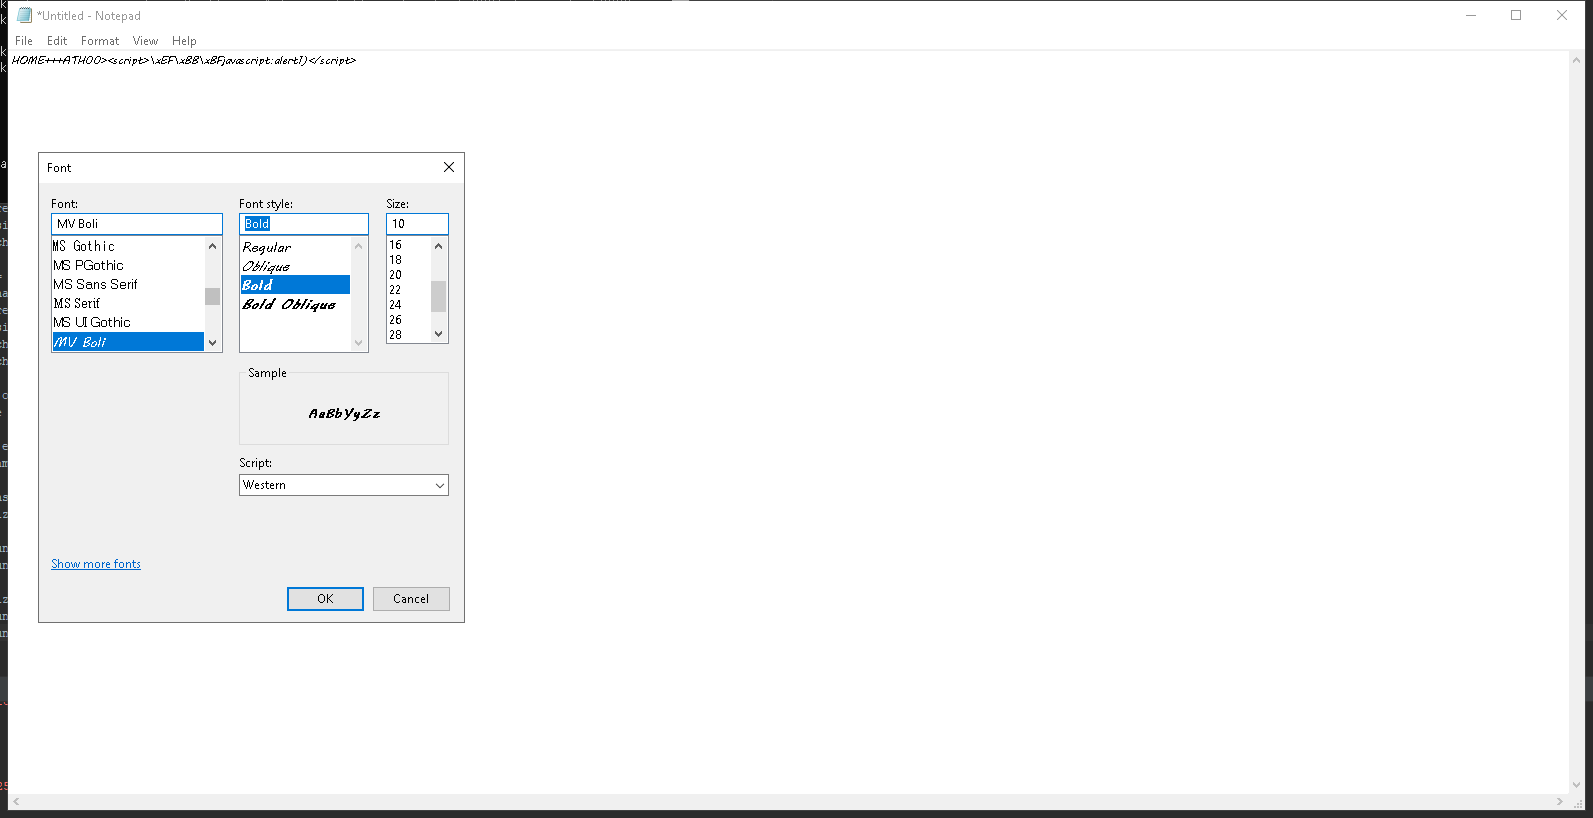 *Untitled - Notepad
File Edit Format View Help
HOME+++ATHOO><script>\xEF\xBB\xBFjavascript:alert1)</script>
Font
Font: Font style: Size:
MV Boli Bold 10
MS Gothic
MS PGothic
MS Sans Serif
MS Serif
MS UI Gothic
MV Boli
Regular
Oblique
Bold
Bold Oblique
16
18
20
22
24
26
28
Sample
AaBbYyZz
Script:
Western
Show more fonts
OK Cancel